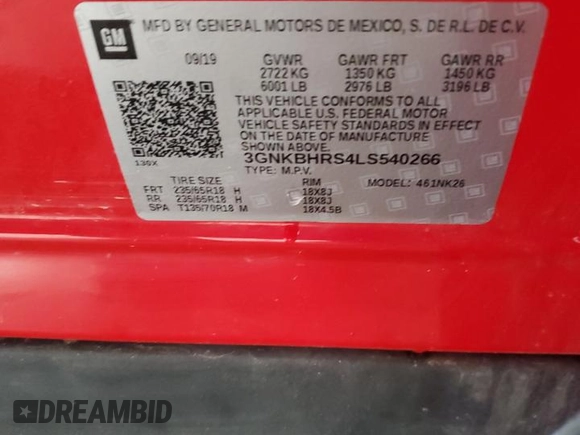 GM
MFD BY GENERAL MOTORS DE MEXICO, S. DE R.L. DE C.V.
09/19 GVWR GAWR FRT GAWR RR
2722 KG 1350 KG 1450 KG
6001 LB 2976 LB 3196 LB
THIS VEHICLE CONFORMS TO ALL
APPLICABLE U.S. FEDERAL MOTOR
VEHICLE SAFETY STANDARDS IN EFFECT
ON THE DATE OF MANUFACTURE
SHOWN ABOVE.
130X 3GNKBHRS4LS540266
TYPE: M.P.V. MODEL: 461NK26
TIRE SIZE RIM
FRT 235/65R18 H 18X8J
RR 235/65R18 H 18X8J
SPA T135/70R18 M 18X4.5B
DREAMBID